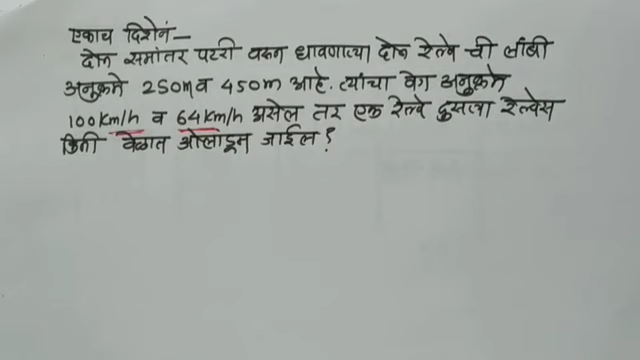 एकाच दिशेनं—
दोन समांतर पटरी वरून धावणाऱ्या दोन रेल्वे ची लांबी
अनुक्रमे 250m व 450m आहे. त्यांचा वेग अनुक्रमे
100km/h व 64km/h असेल तर एक रेल्वे दुसऱ्या रेल्वेस
किती वेळात ओलांडून जाईल ?